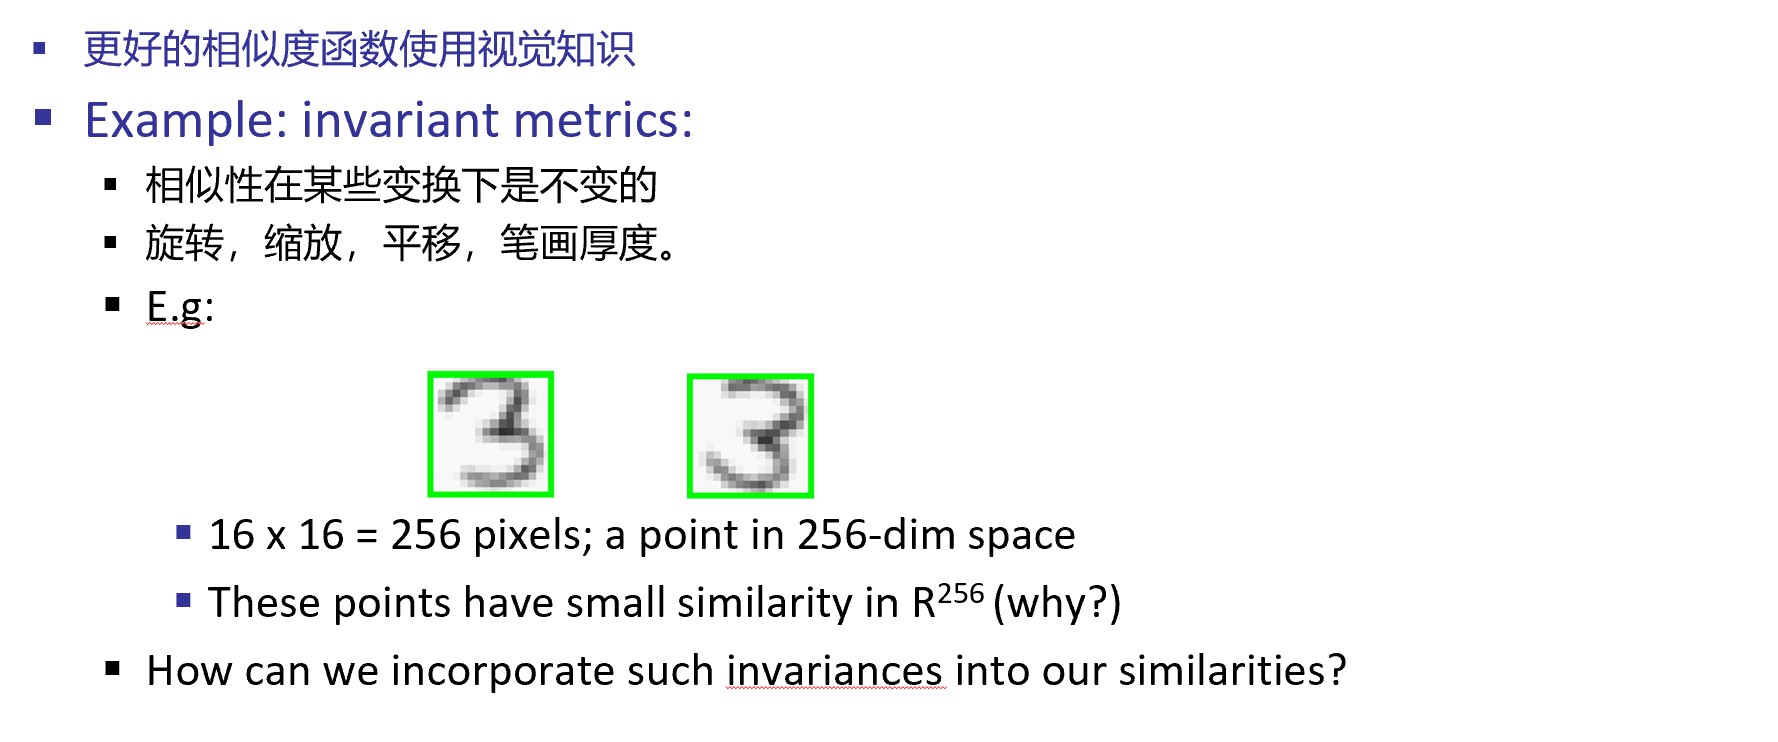 更好的相似度函数使用视觉知识
Example: invariant metrics:
相似性在某些变换下是不变的
旋转，缩放，平移，笔画厚度。
E.g:
3 3
16 x 16 = 256 pixels; a point in 256-dim space
These points have small similarity in R²⁵⁶ (why?)
How can we incorporate such invariances into our similarities?